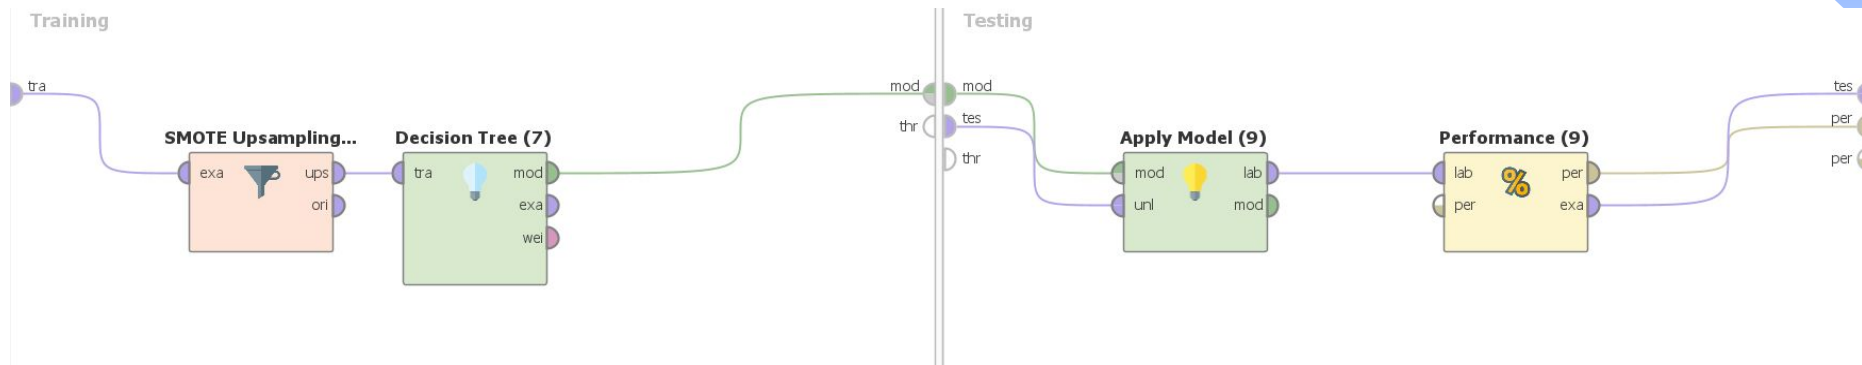 Training
tra
SMOTE Upsampling...
exa
ups
ori
Decision Tree (7)
tra
mod
exa
wei
mod
thr
Testing
mod
tes
thr
Apply Model (9)
mod
lab
unl
mod
Performance (9)
lab
per
per
exa
tes
per
per